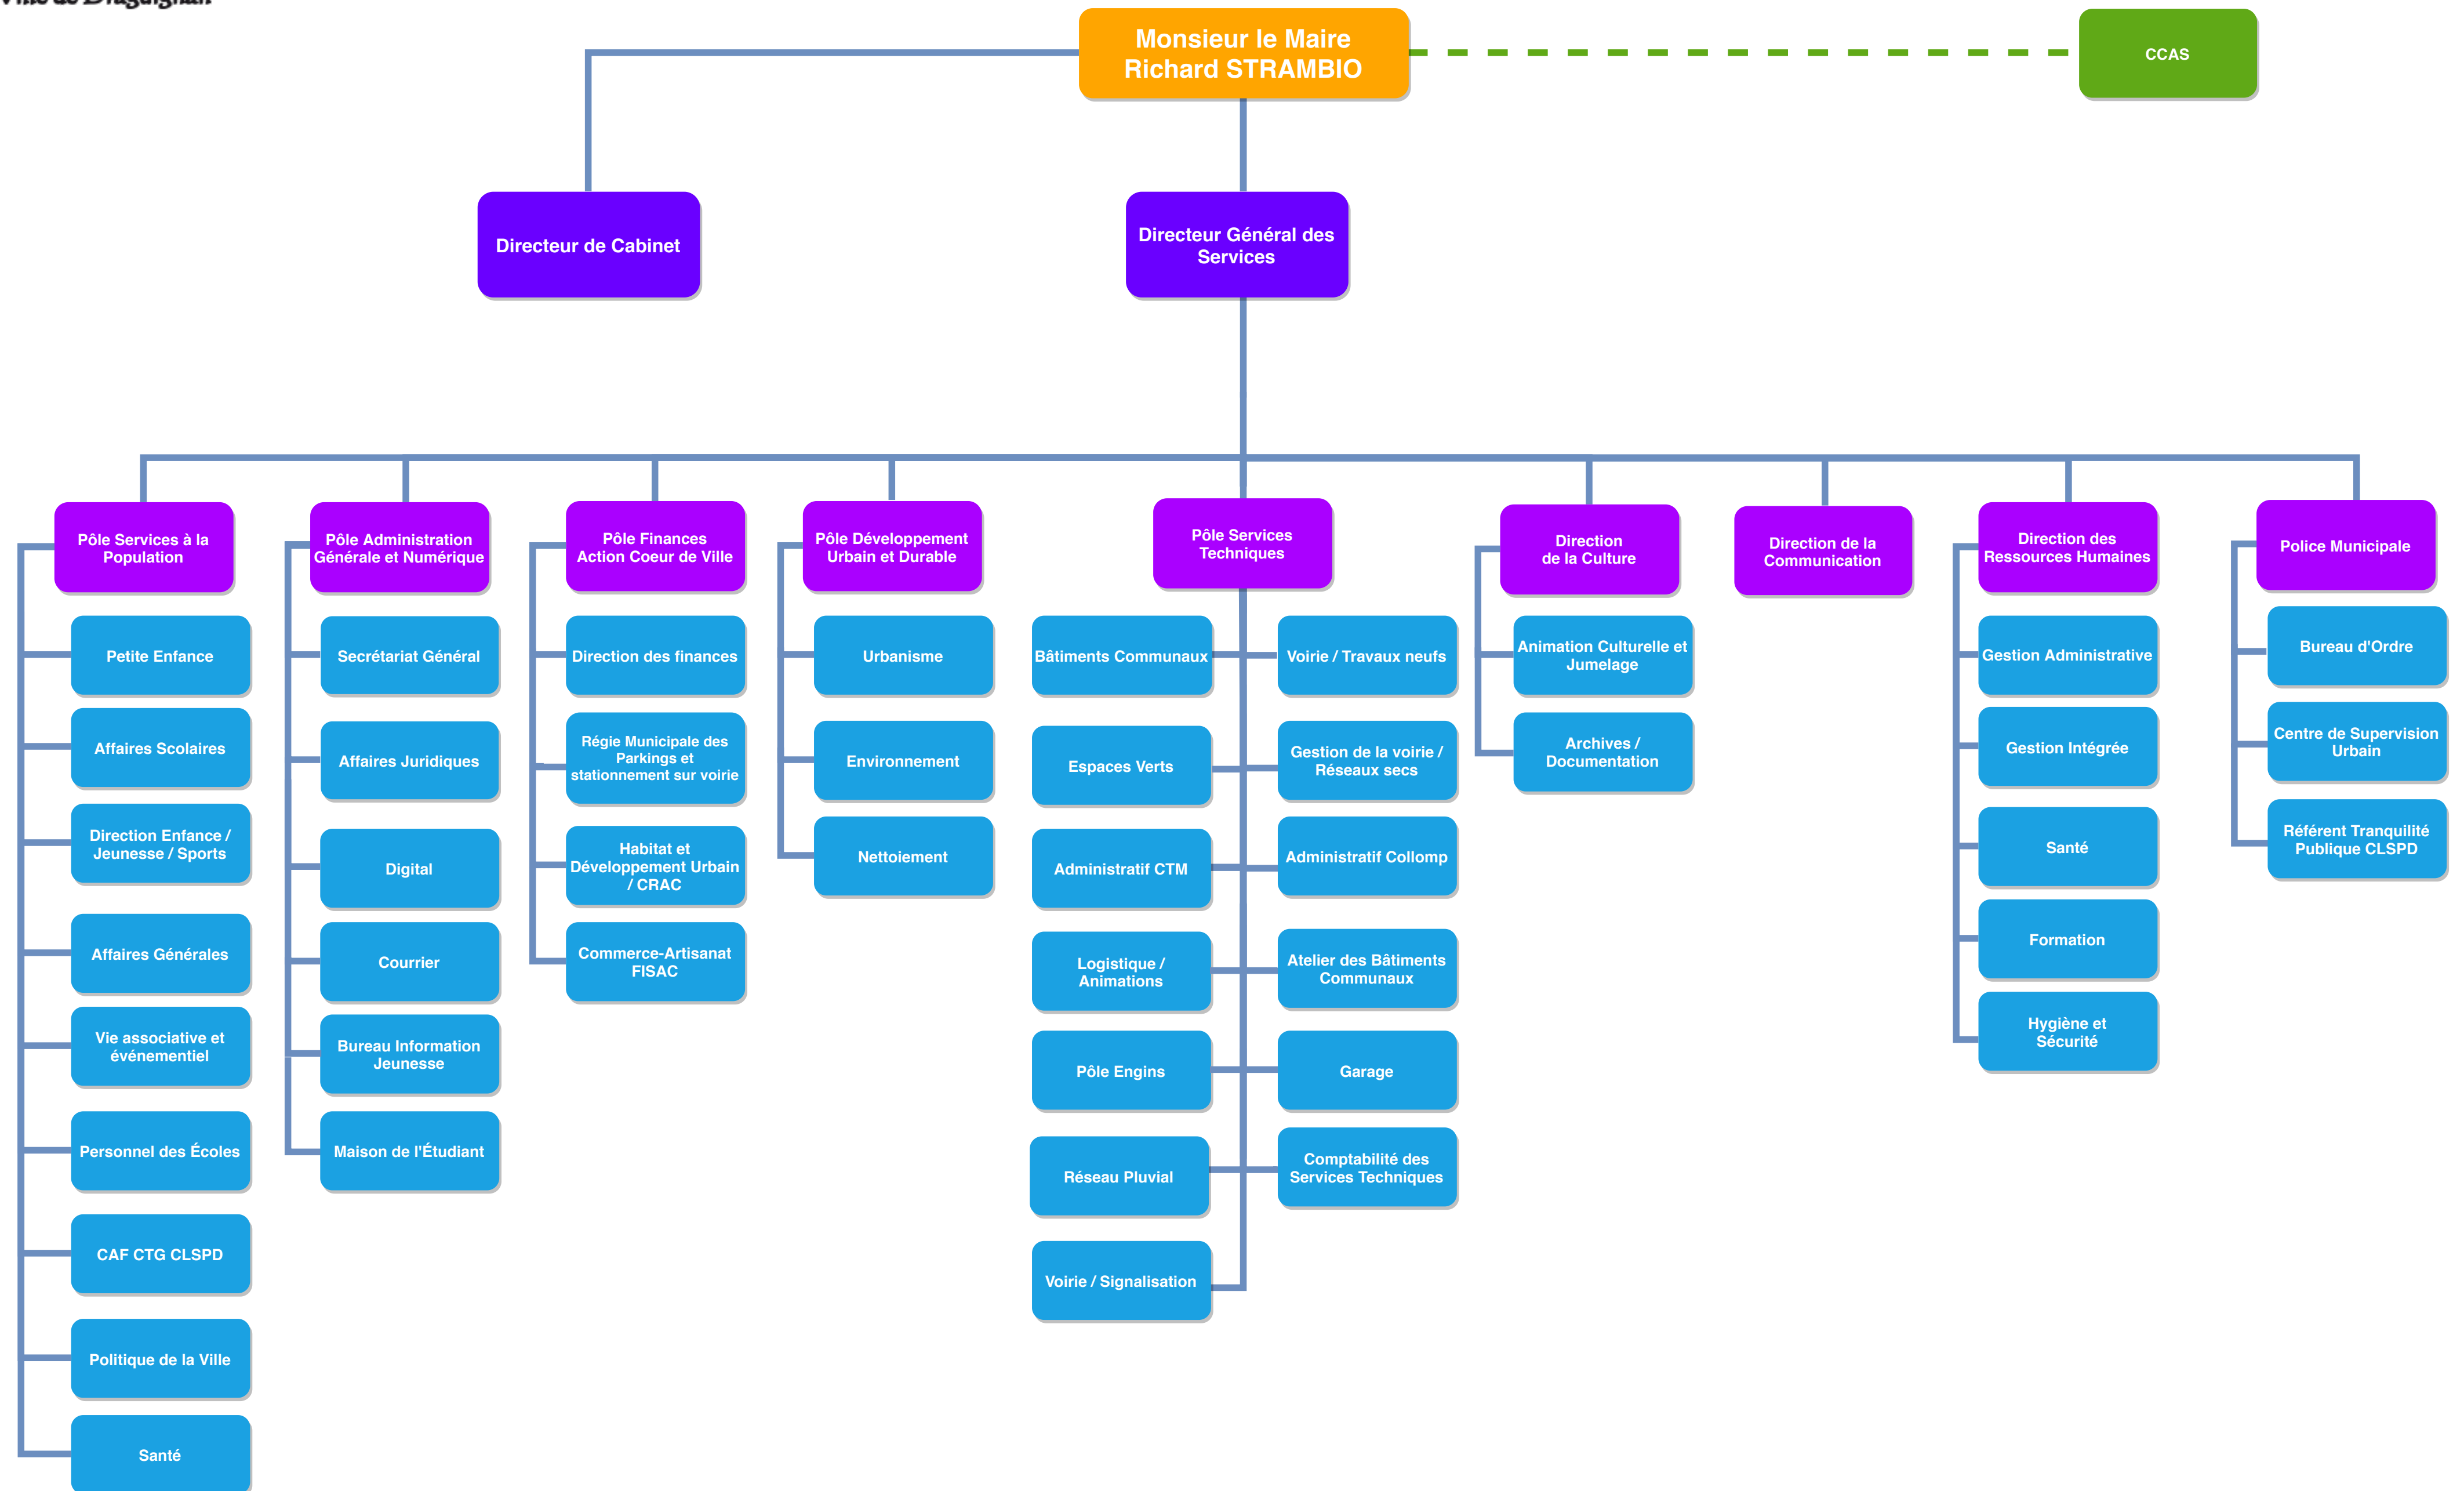 Ville de Draguignan
Monsieur le Maire
Richard STRAMBIO
CCAS
Directeur de Cabinet
Directeur Général des
Services
Pôle Services à la
Population
Petite Enfance
Affaires Scolaires
Direction Enfance /
Jeunesse / Sports
Affaires Générales
Vie associative et
événementiel
Personnel des Écoles
CAF CTG CLSPD
Politique de la Ville
Santé
Pôle Administration
Générale et Numérique
Secrétariat Général
Affaires Juridiques
Digital
Courrier
Bureau Information
Jeunesse
Maison de l'Étudiant
Pôle Finances
Action Coeur de Ville
Direction des finances
Régie Municipale des
Parkings et
stationnement sur voirie
Habitat et
Développement Urbain
/ CRAC
Commerce-Artisanat
FISAC
Pôle Développement
Urbain et Durable
Urbanisme
Environnement
Nettoiement
Pôle Services
Techniques
Bâtiments Communaux
Espaces Verts
Administratif CTM
Logistique /
Animations
Pôle Engins
Réseau Pluvial
Voirie / Signalisation
Voirie / Travaux neufs
Gestion de la voirie /
Réseaux secs
Administratif Collomp
Atelier des Bâtiments
Communaux
Garage
Comptabilité des
Services Techniques
Direction
de la Culture
Animation Culturelle et
Jumelage
Archives /
Documentation
Direction de la
Communication
Direction des
Ressources Humaines
Gestion Administrative
Gestion Intégrée
Santé
Formation
Hygiène et
Sécurité
Police Municipale
Bureau d'Ordre
Centre de Supervision
Urbain
Référent Tranquilité
Publique CLSPD